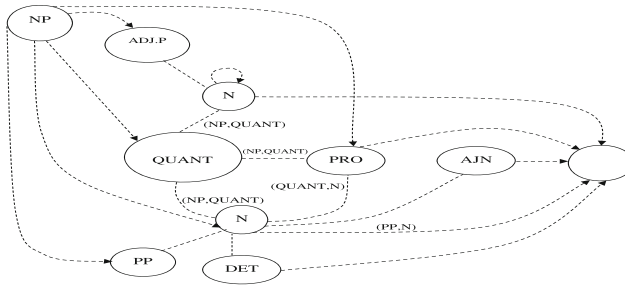 NP
ADJ.P
N
(NP,QUANT)
QUANT
(NP,QUANT)
PRO
AJN
(QUANT,N)
(NP,QUANT)
N
(PP,N)
PP
DET